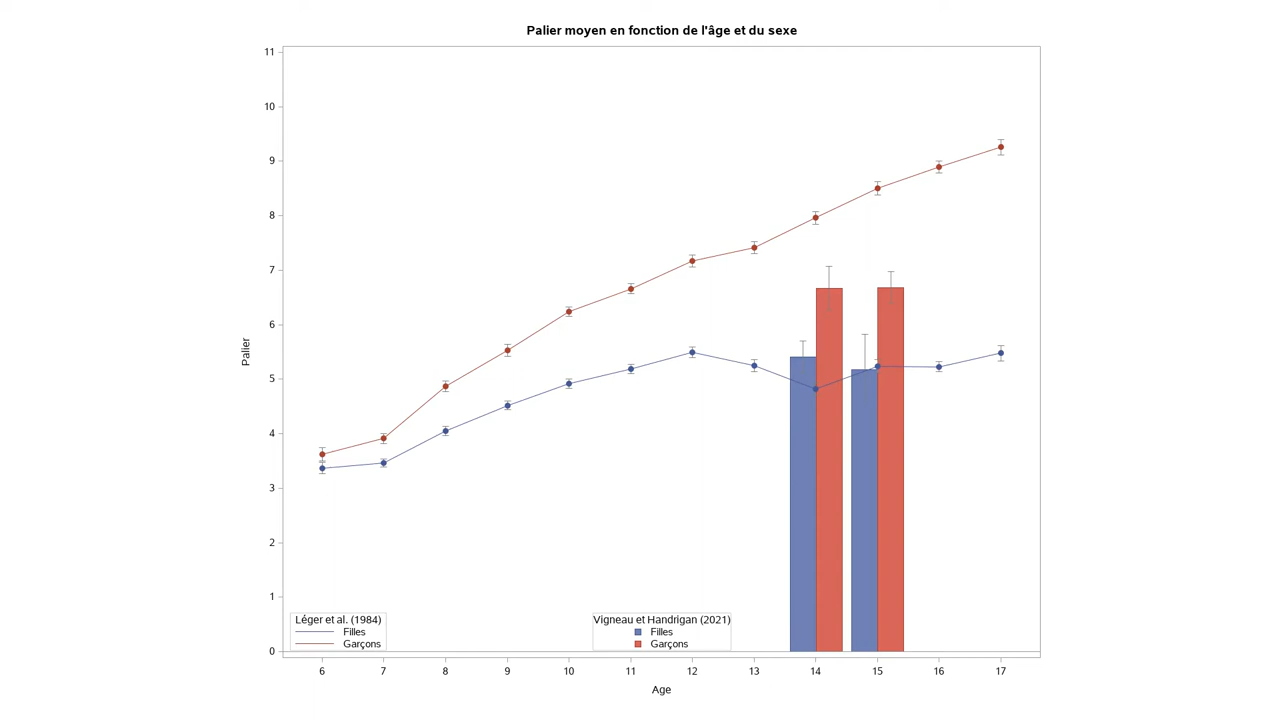 Palier moyen en fonction de l'âge et du sexe
11
10
9
8
7
6
5
4
3
2
1
0
Palier
Léger et al. (1984)
Filles
Garçons
Vigneau et Handrigan (2021)
Filles
Garçons
6 7 8 9 10 11 12 13 14 15 16 17
Age